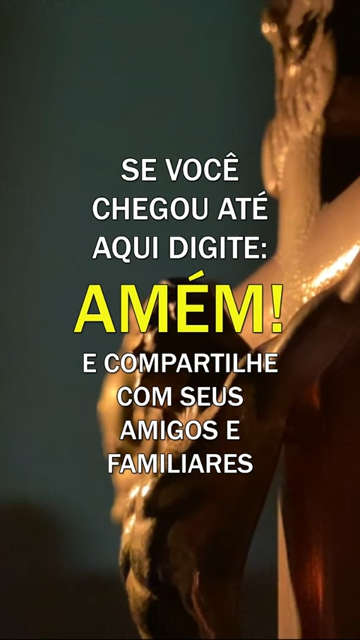 SE VOCÊ
CHEGOU ATÉ
AQUI DIGITE:
AMÉM!
E COMPARTILHE
COM SEUS
AMIGOS E
FAMILIARES